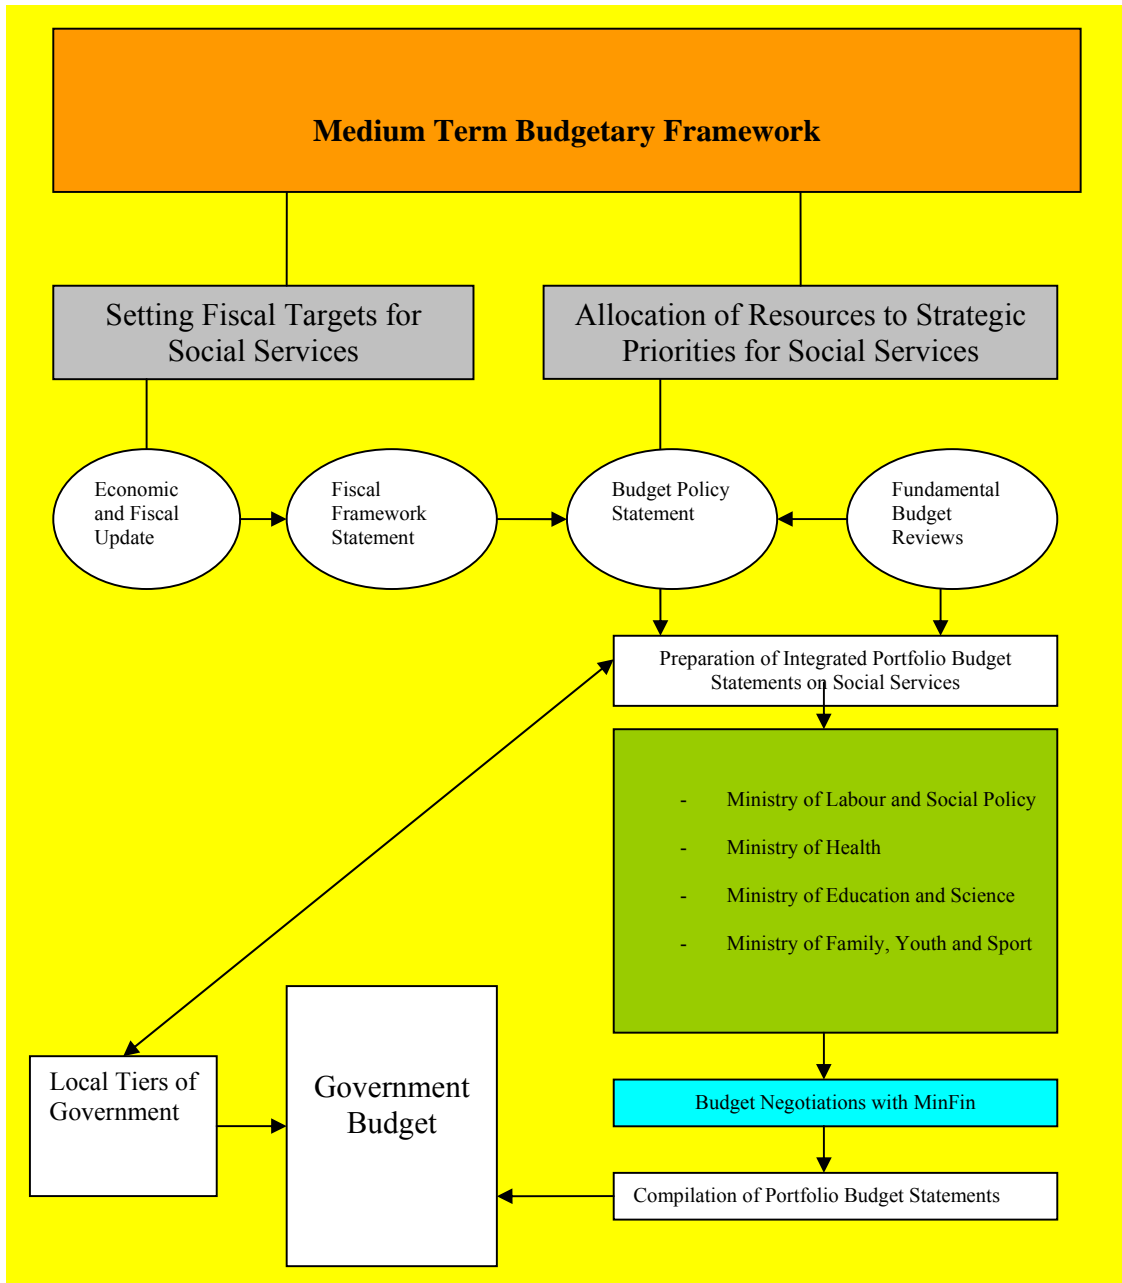 Medium Term Budgetary Framework
Setting Fiscal Targets for
Social Services
Allocation of Resources to Strategic
Priorities for Social Services
Economic
and Fiscal
Update
Fiscal
Framework
Statement
Budget Policy
Statement
Fundamental
Budget
Reviews
Preparation of Integrated Portfolio Budget
Statements on Social Services
- Ministry of Labour and Social Policy
- Ministry of Health
- Ministry of Education and Science
- Ministry of Family, Youth and Sport
Local Tiers of
Government
Government
Budget
Budget Negotiations with MinFin
Compilation of Portfolio Budget Statements